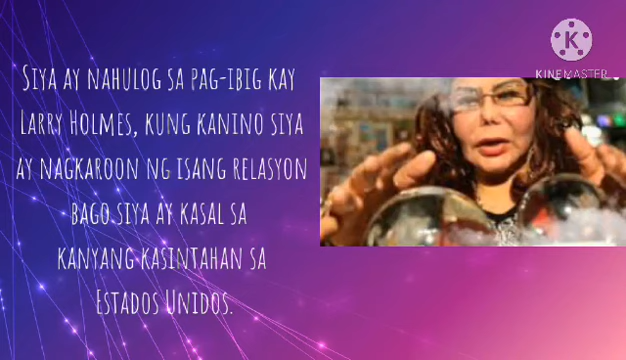 Siya ay nahulog sa pag-ibig kay
Larry Holmes, kung kanino siya
ay nagkaroon ng isang relasyon
bago siya ay kasal sa
kanyang kasintahan sa
Estados Unidos.
K
KINEMASTER